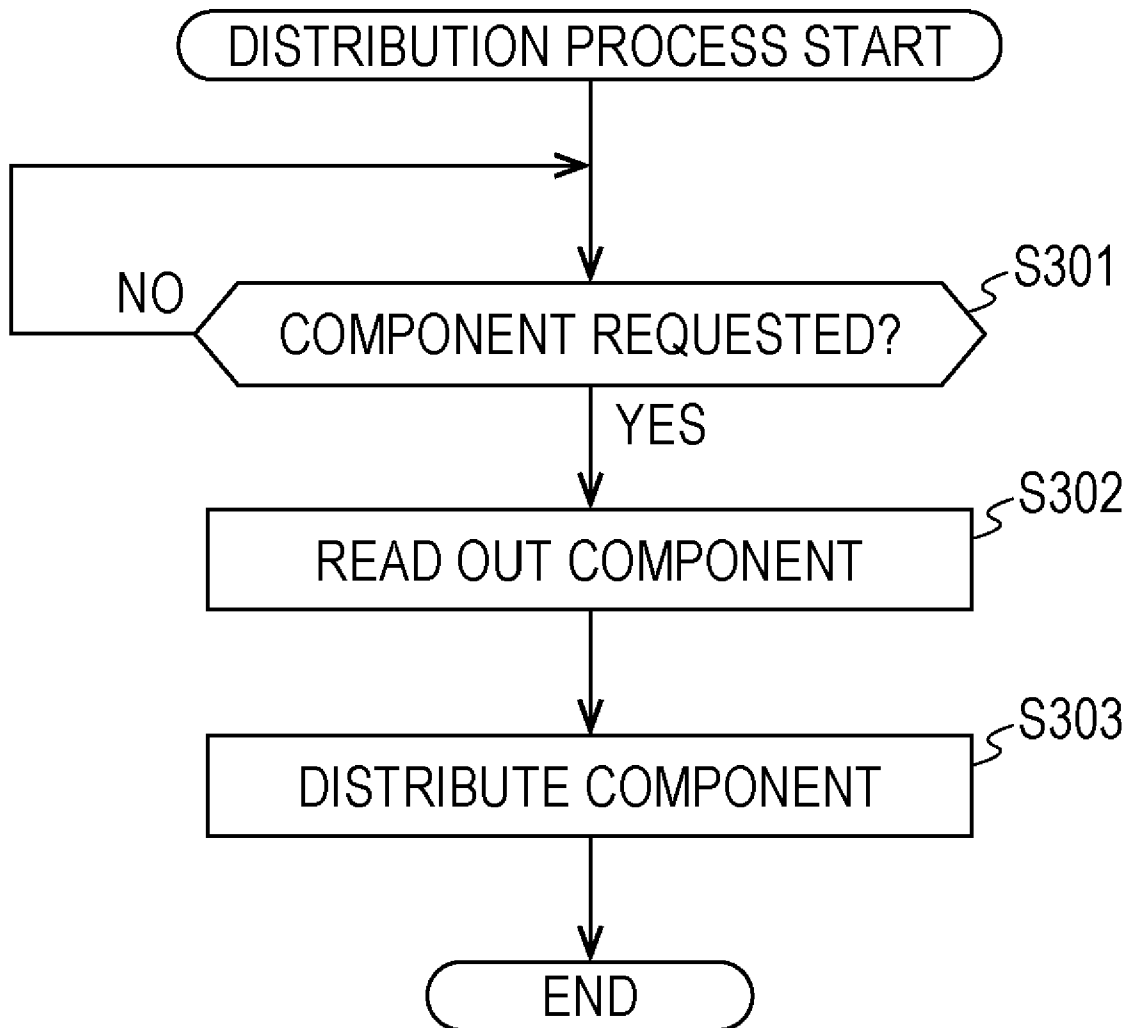 DISTRIBUTION PROCESS START
S301
NO
COMPONENT REQUESTED?
YES
S302
READ OUT COMPONENT
S303
DISTRIBUTE COMPONENT
END